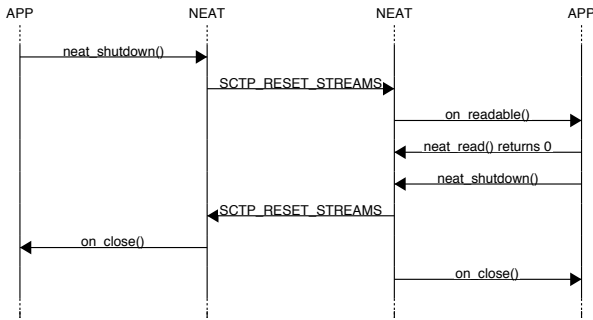 APP NEAT NEAT APP
neat_shutdown()
SCTP_RESET_STREAMS
on_readable()
neat_read() returns 0
neat_shutdown()
SCTP_RESET_STREAMS
on_close()
on_close()